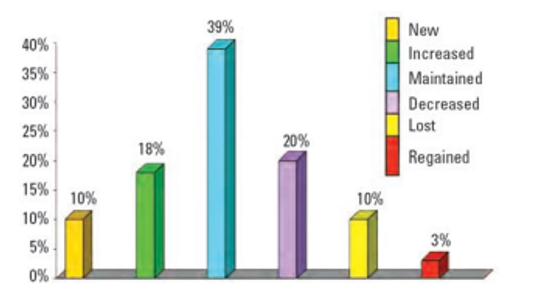 39%
40%
35%
30%
25%
20%
15%
10%
5%
0%
10%
18%
20%
10%
3%
New
Increased
Maintained
Decreased
Lost
Regained